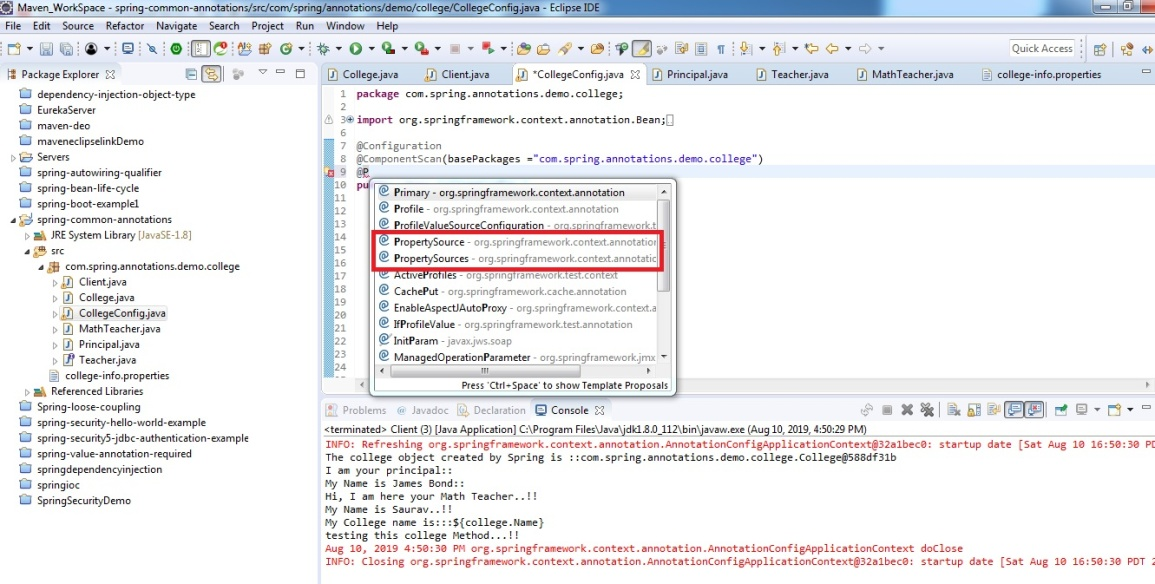 Maven_WorkSpace - spring-common-annotations/src/com/spring/annotations/demo/college/CollegeConfig.java - Eclipse IDE
File Edit Source Refactor Navigate Search Project Run Window Help
Quick Access
Package Explorer
dependency-injection-object-type
EurekaServer
maven-deo
maveneclipselinkDemo
Servers
spring-autowiring-qualifier
spring-bean-life-cycle
spring-boot-example1
spring-common-annotations
JRE System Library [JavaSE-1.8]
src
com.spring.annotations.demo.college
Client.java
College.java
CollegeConfig.java
MathTeacher.java
Principal.java
Teacher.java
college-info.properties
Referenced Libraries
Spring-loose-coupling
spring-security-hello-world-example
spring-security5-jdbc-authentication-example
spring-value-annotation-required
springdependencyinjection
springioc
SpringSecurityDemo
College.java Client.java *CollegeConfig.java Principal.java Teacher.java MathTeacher.java college-info.properties
1 package com.spring.annotations.demo.college;
2
3 import org.springframework.context.annotation.Bean;
6
7 @Configuration
8 @ComponentScan(basePackages ="com.spring.annotations.demo.college")
9 @P
10 pu
11
12
13
14
15
16
17
18
19
20
21
22
23
24
Primary - org.springframework.context.annotation
Profile - org.springframework.context.annotation
ProfileValueSourceConfiguration - org.springframework.t
PropertySource - org.springframework.context.annotation
PropertySources - org.springframework.context.annotatic
ActiveProfiles - org.springframework.test.context
CachePut - org.springframework.cache.annotation
EnableAspectJAutoProxy - org.springframework.context.a
IfProfileValue - org.springframework.test.annotation
InitParam - javax.jws.soap
ManagedOperationParameter - org.springframework.jmx
Press 'Ctrl+Space' to show Template Proposals
Problems Javadoc Declaration Console
<terminated> Client (3) [Java Application] C:\Program Files\Java\jdk1.8.0_112\bin\javaw.exe (Aug 10, 2019, 4:50:29 PM)
INFO: Refreshing org.springframework.context.annotation.AnnotationConfigApplicationContext@32a1bec0: startup date [Sat Aug 10 16:50:30 PD
The college object created by Spring is ::com.spring.annotations.demo.college.College@588df31b
I am your principal::
My Name is James Bond::
Hi, I am here your Math Teacher..!!
My Name is Saurav..!!
My College name is:::${college.Name}
testing this college Method...!!
Aug 10, 2019 4:50:30 PM org.springframework.context.annotation.AnnotationConfigApplicationContext doClose
INFO: Closing org.springframework.context.annotation.AnnotationConfigApplicationContext@32a1bec0: startup date [Sat Aug 10 16:50:30 PDT 2